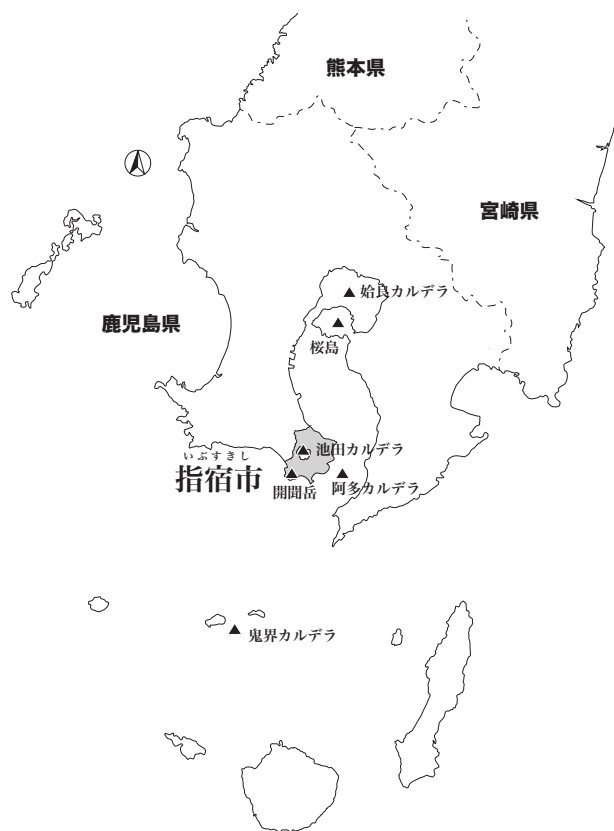 熊本県
宮崎県
姶良カルデラ
鹿児島県
桜島
池田カルデラ
いぶすきし
指宿市
開聞岳
阿多カルデラ
鬼界カルデラ